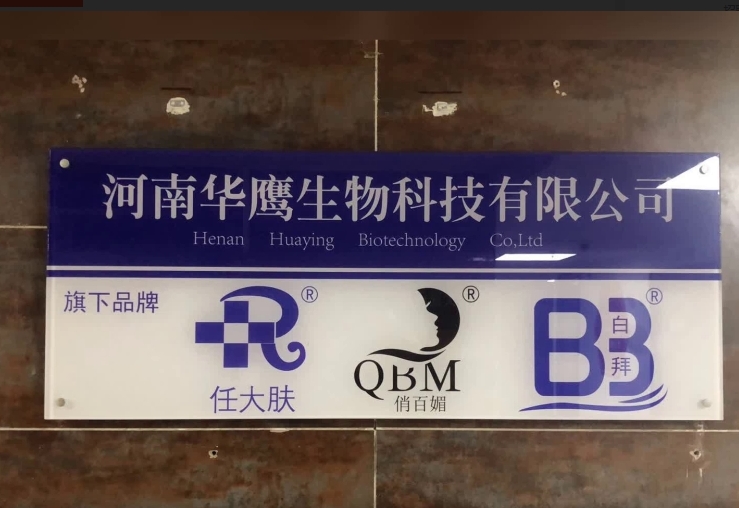 河南华鹰生物科技有限公司
Henan Huaying Biotechnology Co,Ltd
旗下品牌
R®
任大肤
®
QBM
俏百媚
BB®
白拜